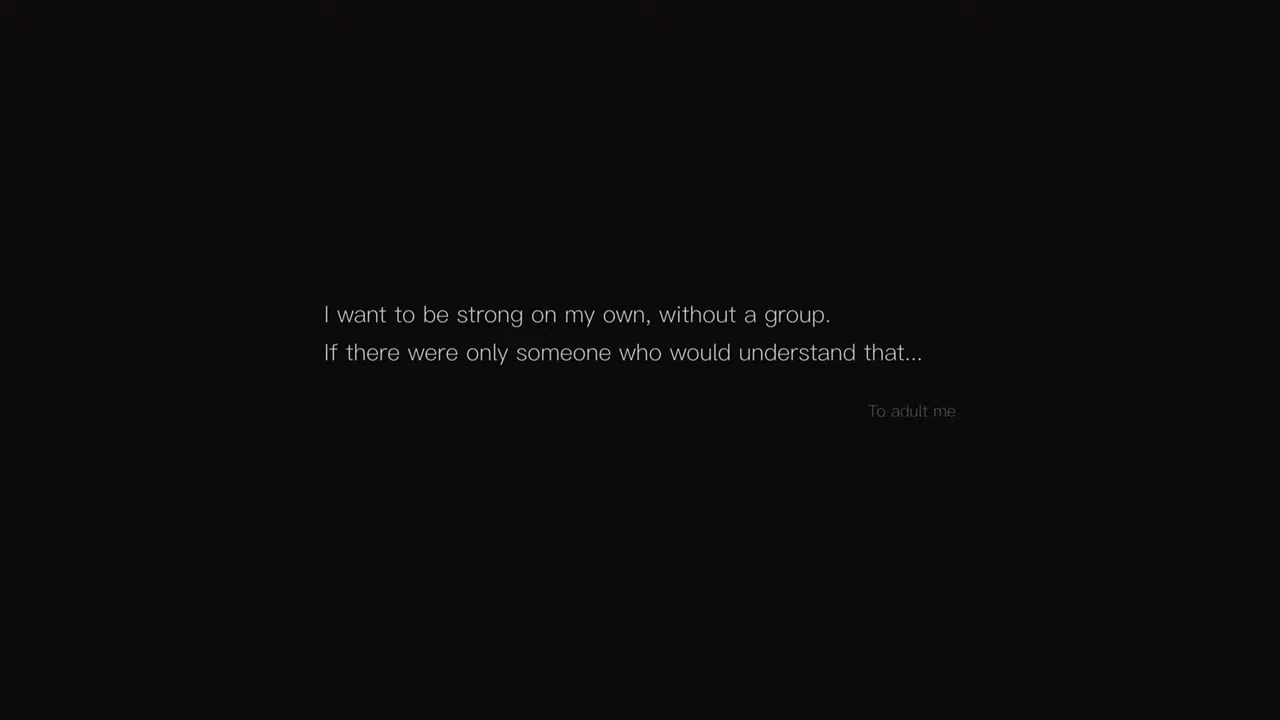 I want to be strong on my own, without a group.
If there were only someone who would understand that...
To adult me